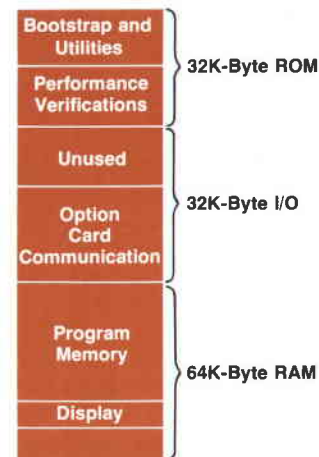 Bootstrap and
Utilities
Performance
Verifications
32K-Byte ROM
Unused
Option
Card
Communication
32K-Byte I/O
Program
Memory
Display
64K-Byte RAM